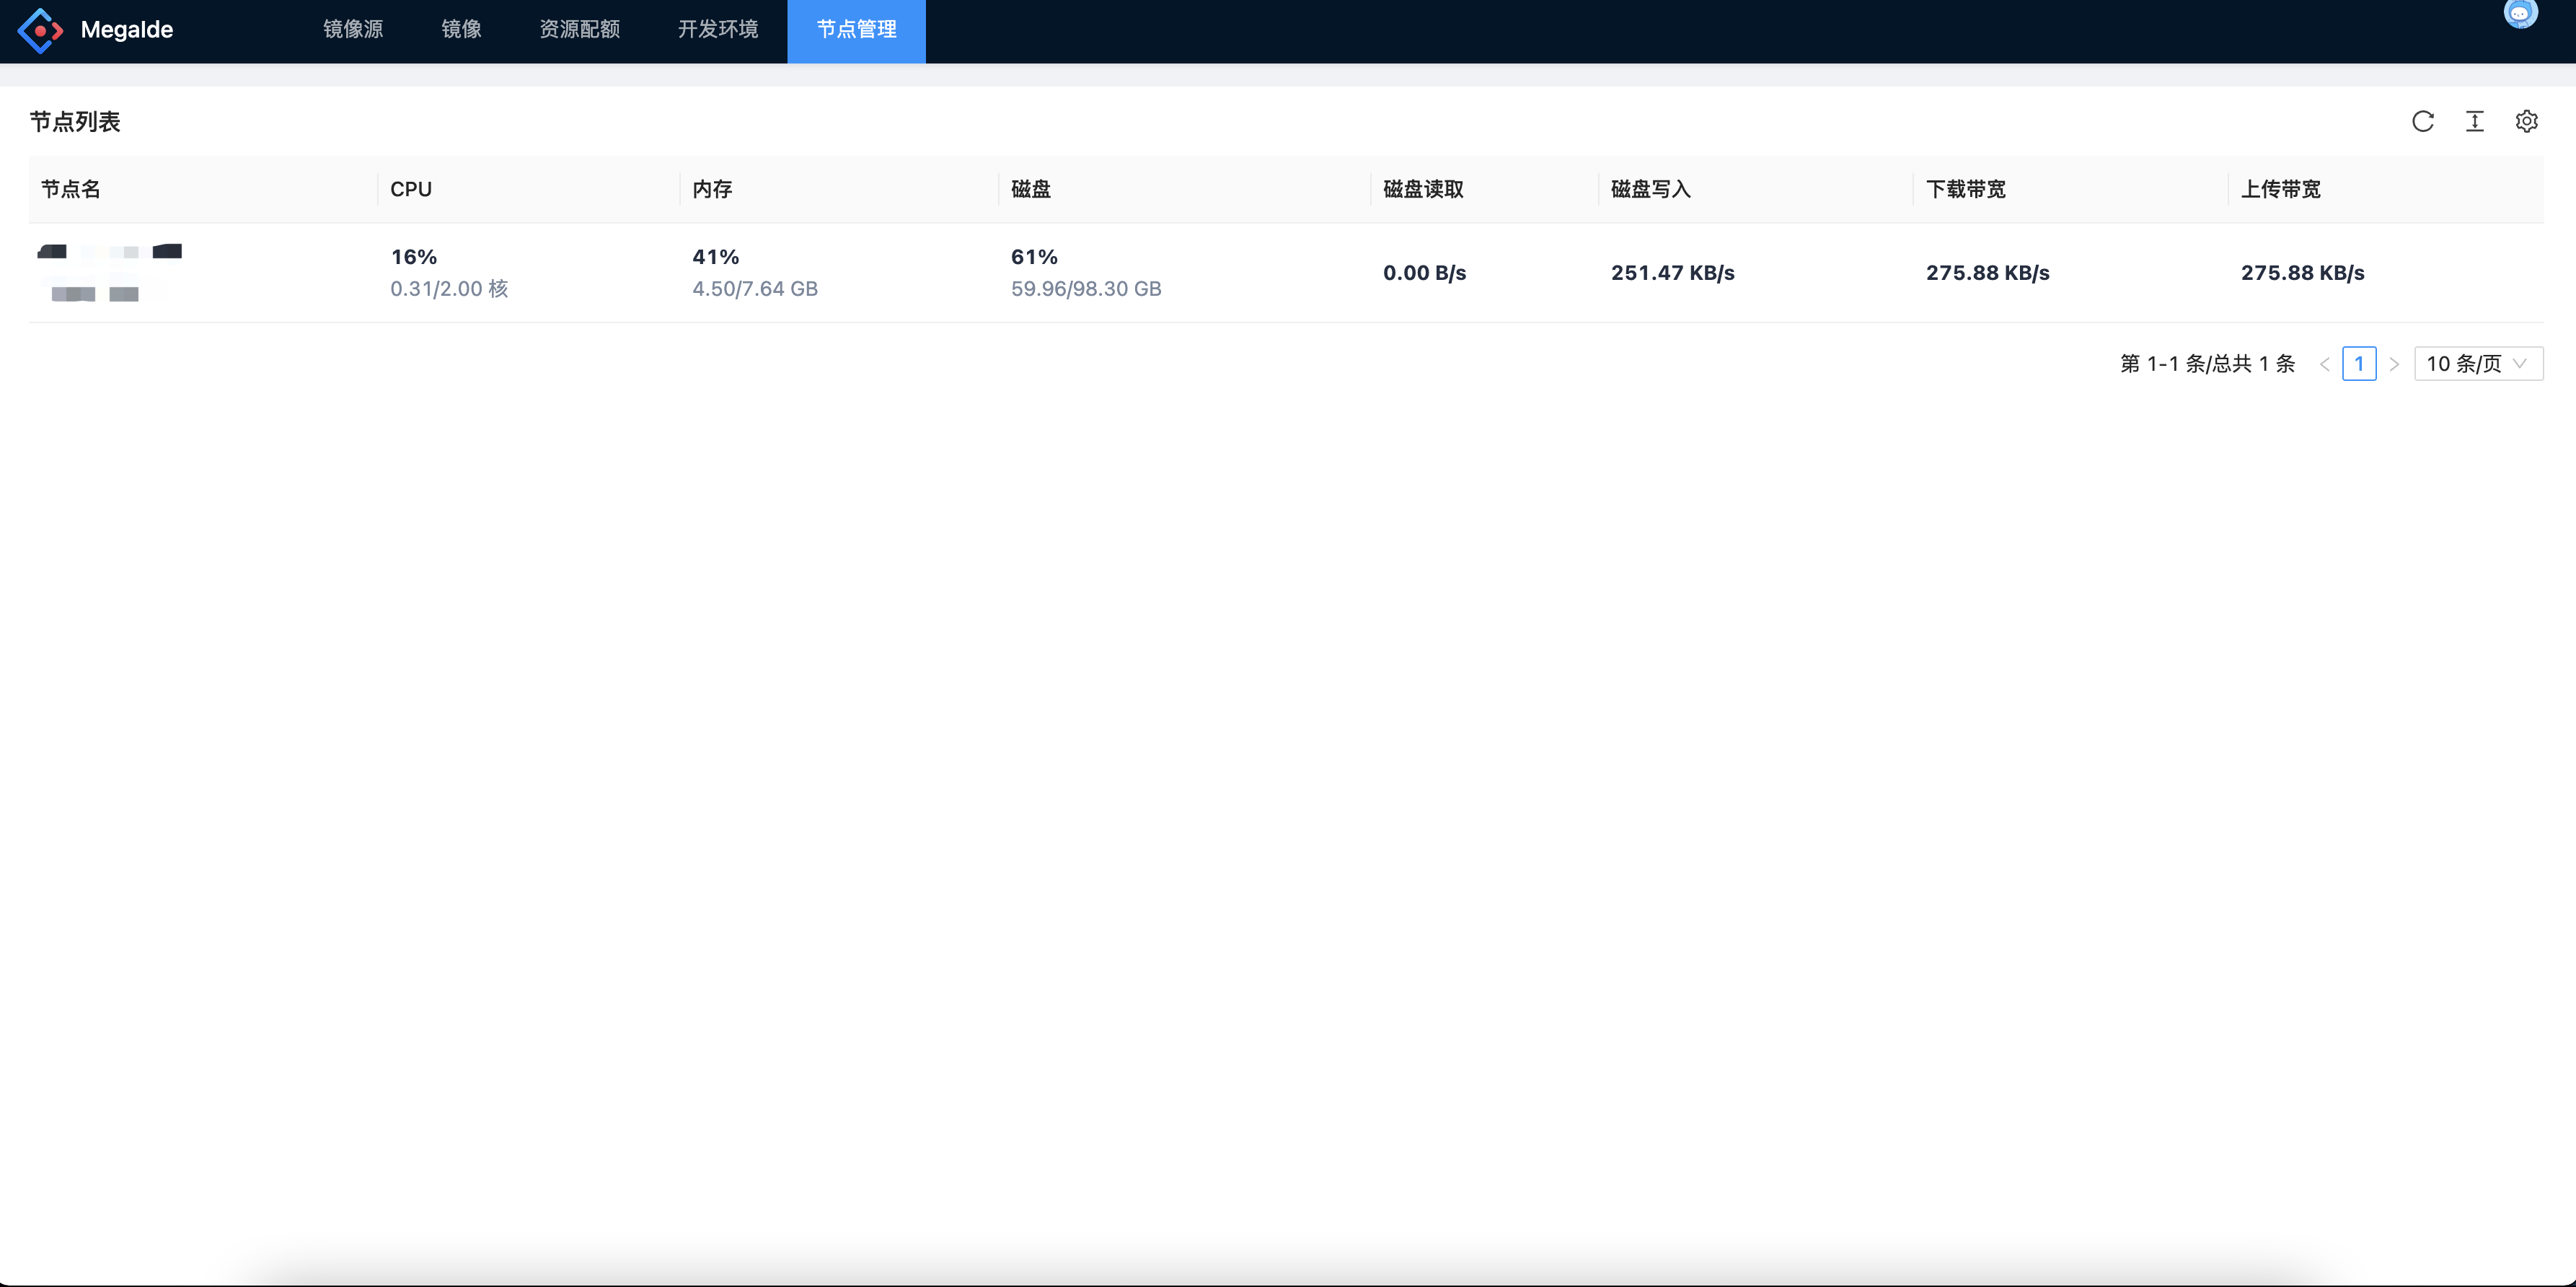 MegaIde 镜像源 镜像 资源配额 开发环境 节点管理
节点列表
节点名 CPU 内存 磁盘 磁盘读取 磁盘写入 下载带宽 上传带宽
16% 41% 61% 0.00 B/s 251.47 KB/s 275.88 KB/s 275.88 KB/s
0.31/2.00 核 4.50/7.64 GB 59.96/98.30 GB
第 1-1 条/总共 1 条 < 1 > 10 条/页